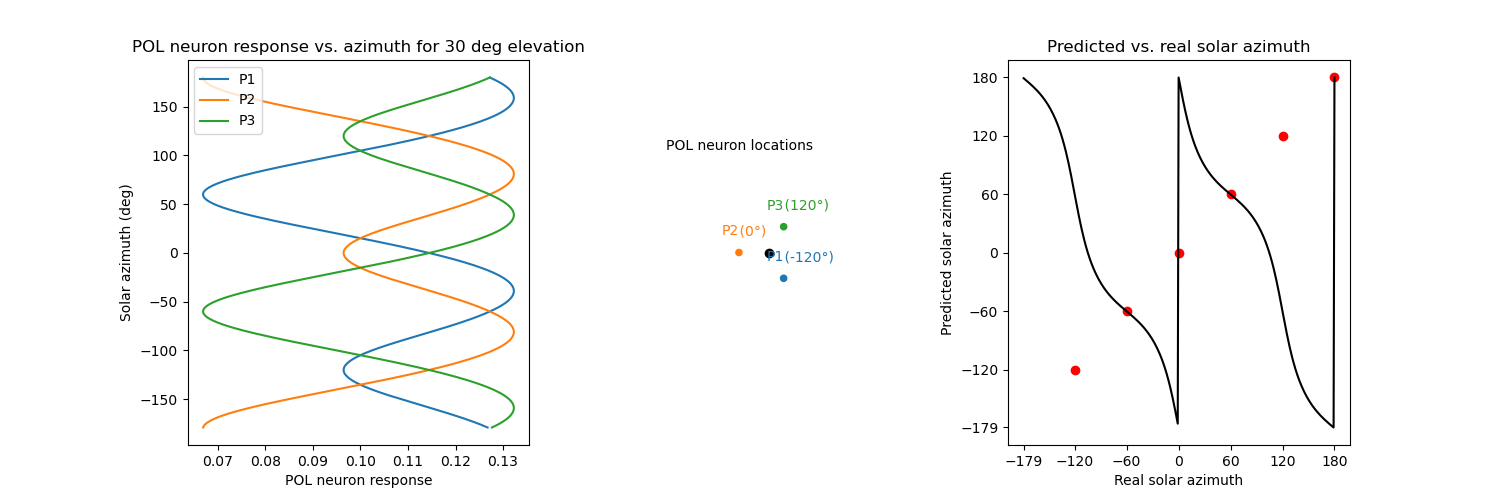 POL neuron response vs. azimuth for 30 deg elevation
P1
P2
P3
Solar azimuth (deg)
150
100
50
0
−50
−100
−150
0.07 0.08 0.09 0.10 0.11 0.12 0.13
POL neuron response
POL neuron locations
P3(120°)
P2(0°)
P1(-120°)
Predicted vs. real solar azimuth
Predicted solar azimuth
180
120
60
0
−60
−120
−179
−179 −120 −60 0 60 120 180
Real solar azimuth